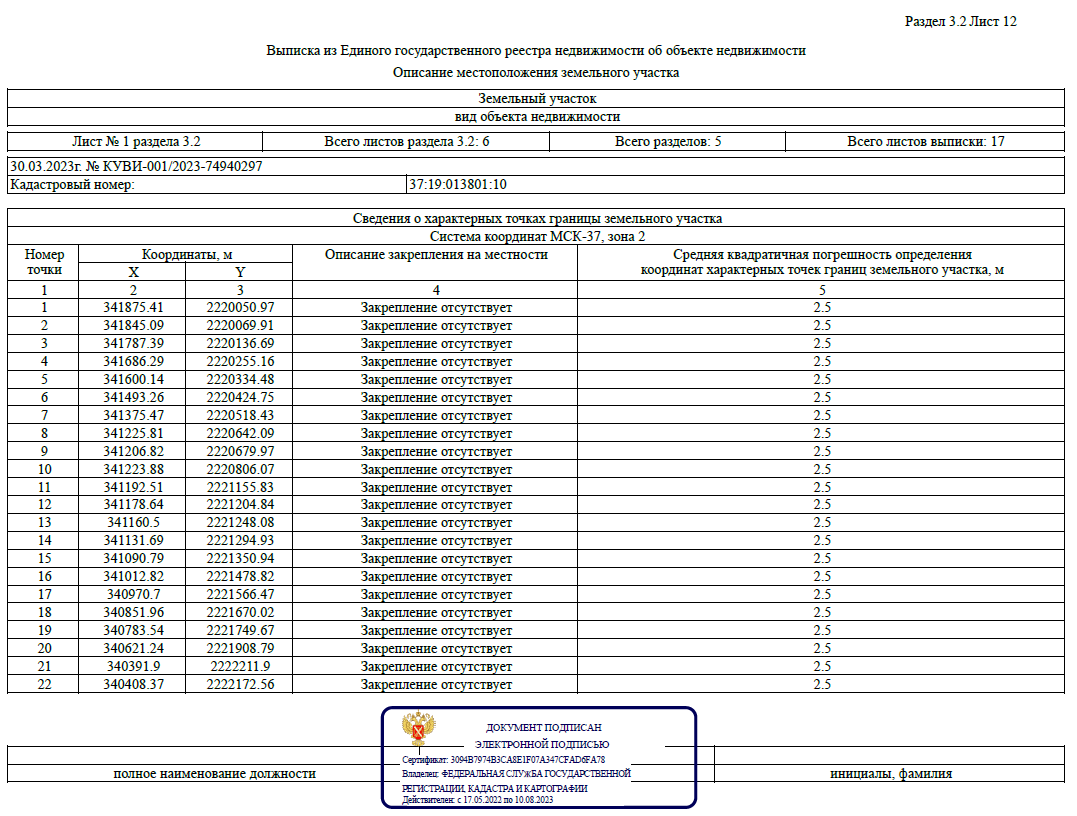 Раздел 3.2 Лист 12
Выписка из Единого государственного реестра недвижимости об объекте недвижимости
Описание местоположения земельного участка
Земельный участок
вид объекта недвижимости
Лист № 1 раздела 3.2 Всего листов раздела 3.2: 6 Всего разделов: 5 Всего листов выписки: 17
30.03.2023г. № КУВИ-001/2023-74940297
Кадастровый номер: 37:19:013801:10
Сведения о характерных точках границы земельного участка
Система координат МСК-37, зона 2
Номер точки Координаты, м Описание закрепления на местности Средняя квадратичная погрешность определения координат характерных точек границ земельного участка, м
X Y
1 2 3 4 5
1 341875.41 2220050.97 Закрепление отсутствует 2.5
2 341845.09 2220069.91 Закрепление отсутствует 2.5
3 341787.39 2220136.69 Закрепление отсутствует 2.5
4 341686.29 2220255.16 Закрепление отсутствует 2.5
5 341600.14 2220334.48 Закрепление отсутствует 2.5
6 341493.26 2220424.75 Закрепление отсутствует 2.5
7 341375.47 2220518.43 Закрепление отсутствует 2.5
8 341225.81 2220642.09 Закрепление отсутствует 2.5
9 341206.82 2220679.97 Закрепление отсутствует 2.5
10 341223.88 2220806.07 Закрепление отсутствует 2.5
11 341192.51 2221155.83 Закрепление отсутствует 2.5
12 341178.64 2221204.84 Закрепление отсутствует 2.5
13 341160.5 2221248.08 Закрепление отсутствует 2.5
14 341131.69 2221294.93 Закрепление отсутствует 2.5
15 341090.79 2221350.94 Закрепление отсутствует 2.5
16 341012.82 2221478.82 Закрепление отсутствует 2.5
17 340970.7 2221566.47 Закрепление отсутствует 2.5
18 340851.96 2221670.02 Закрепление отсутствует 2.5
19 340783.54 2221749.67 Закрепление отсутствует 2.5
20 340621.24 2221908.79 Закрепление отсутствует 2.5
21 340391.9 2222211.9 Закрепление отсутствует 2.5
22 340408.37 2222172.56 Закрепление отсутствует 2.5
ДОКУМЕНТ ПОДПИСАН
ЭЛЕКТРОННОЙ ПОДПИСЬЮ
Сертификат: 3094B7974B3CA8E1F07A347CFAD6FA78
Владелец: ФЕДЕРАЛЬНАЯ СЛУЖБА ГОСУДАРСТВЕННОЙ
РЕГИСТРАЦИИ, КАДАСТРА И КАРТОГРАФИИ
Действителен: с 17.05.2022 по 10.08.2023
полное наименование должности инициалы, фамилия